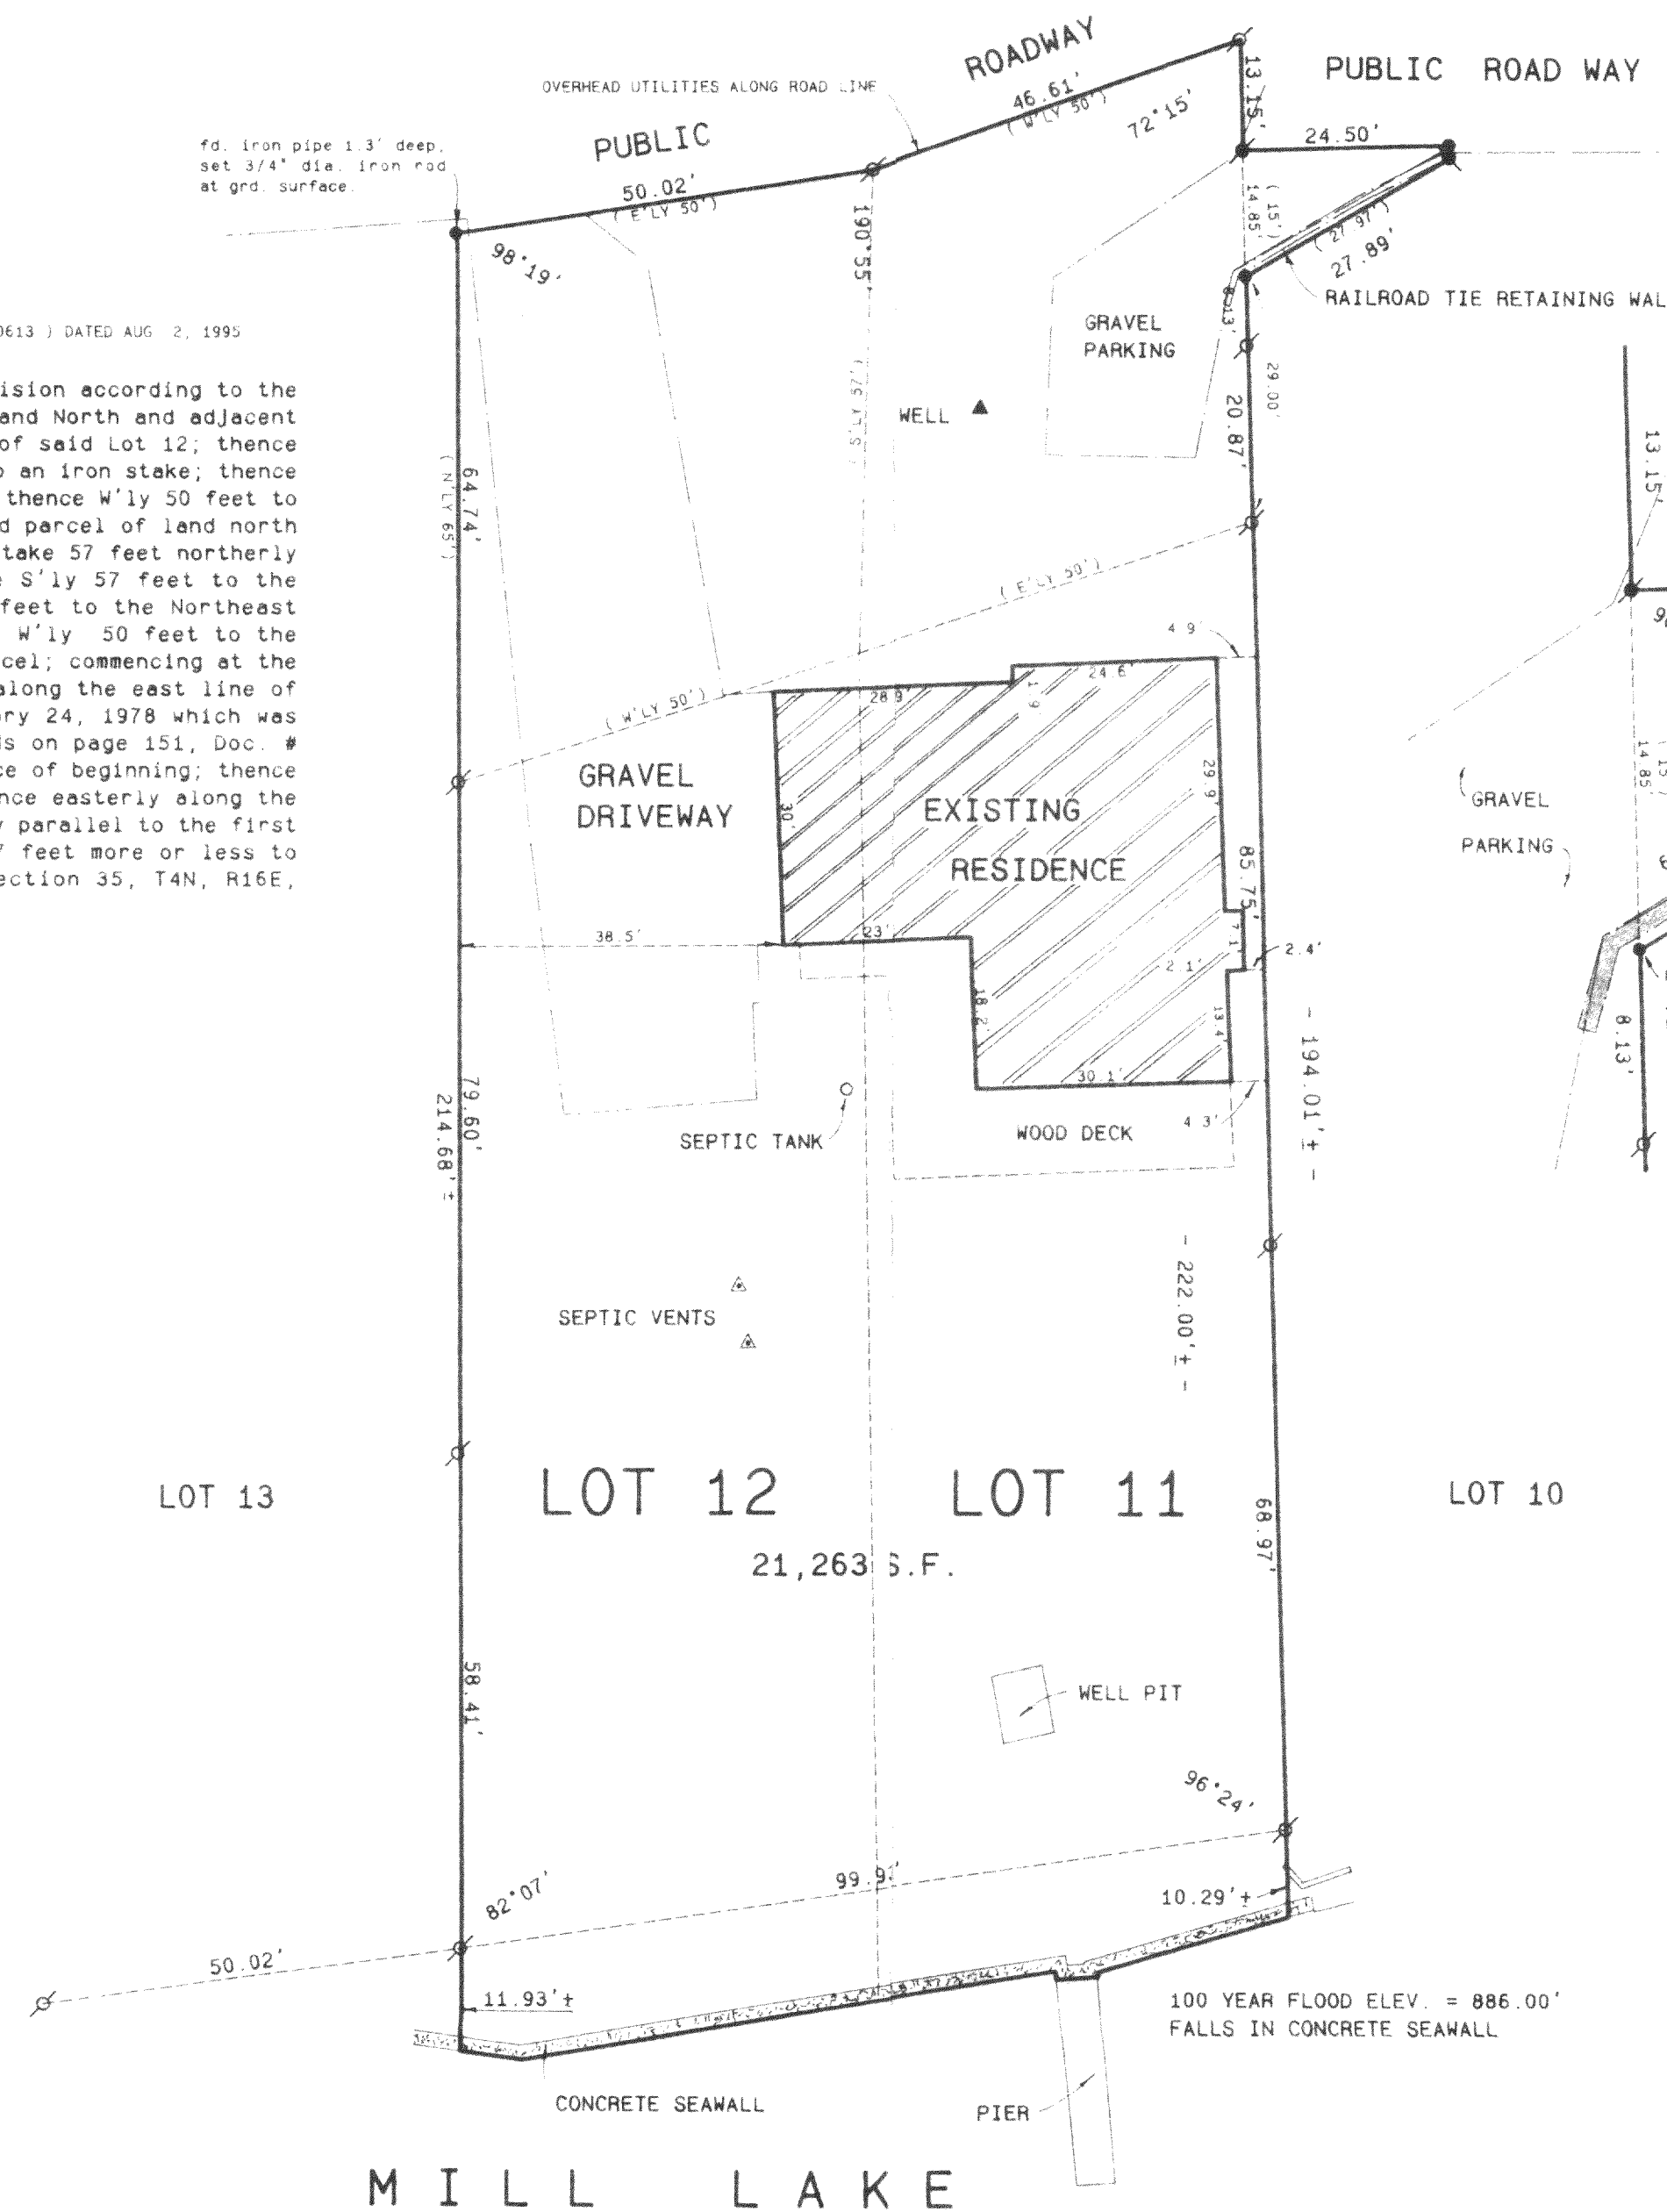 ROADWAY
PUBLIC ROAD WAY
OVERHEAD UTILITIES ALONG ROAD LINE
46.61'
( W'LY 50' )
72°15'
13.15'
24.50'
PUBLIC
fd. iron pipe 1.3' deep,
set 3/4" dia. iron rod
at grd. surface.
50.02'
( E'LY 50' )
98°19'
190°55'
( 15' )
14.85'
( 27.97' )
27.89'
RAILROAD TIE RETAINING WAL
8.13'
GRAVEL
PARKING
29.00'
20.87'
0613 ) DATED AUG 2, 1995
ision according to the
and North and adjacent
of said Lot 12; thence
o an iron stake; thence
thence W'ly 50 feet to
d parcel of land north
take 57 feet northerly
e S'ly 57 feet to the
feet to the Northeast
W'ly 50 feet to the
cel; commencing at the
along the east line of
ry 24, 1978 which was
ds on page 151, Doc. #
ce of beginning; thence
nce easterly along the
y parallel to the first
7 feet more or less to
ection 35, T4N, R16E,
( S'LY 57' )
WELL
64.74'
( N'LY 65' )
( E'LY 50' )
( W'LY 50' )
4.9'
24.6'
1.9'
28.9'
29.9'
30'
GRAVEL
DRIVEWAY
EXISTING
RESIDENCE
85.75'
7.1'
2.4'
2.1'
38.5'
23'
18.2'
13.4'
30.1'
4.3'
WOOD DECK
- 194.01'± -
79.60'
214.68'±
SEPTIC TANK
- 222.00'± -
SEPTIC VENTS
13.15'
( 15' )
14.85'
GRAVEL
PARKING
8.13'
LOT 13
LOT 12
LOT 11
LOT 10
21,263 S.F.
68.97'
58.41'
WELL PIT
96°24'
82°07'
99.91'
10.29'±
50.02'
11.93'±
100 YEAR FLOOD ELEV. = 886.00'
FALLS IN CONCRETE SEAWALL
CONCRETE SEAWALL
PIER
MILL LAKE